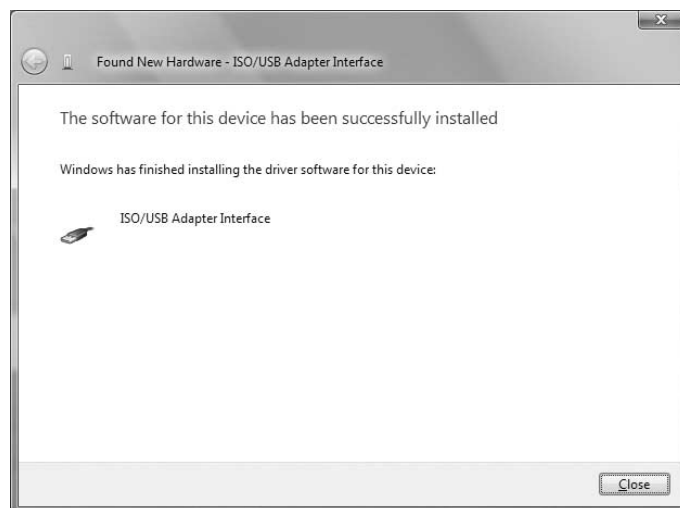 Found New Hardware - ISO/USB Adapter Interface
The software for this device has been successfully installed
Windows has finished installing the driver software for this device:
ISO/USB Adapter Interface
Close